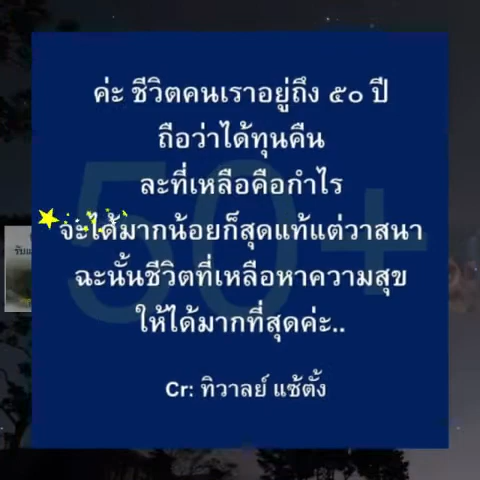 ค่ะ ชีวิตคนเราอยู่ถึง ๕๐ ปี
ถือว่าได้ทุนคืน
ละที่เหลือคือกำไร
จะได้มากน้อยก็สุดแท้แต่วาสนา
ฉะนั้นชีวิตที่เหลือหาความสุข
ให้ได้มากที่สุดค่ะ..
Cr: ทิวาลย์ แซ้ตั้ง
50+